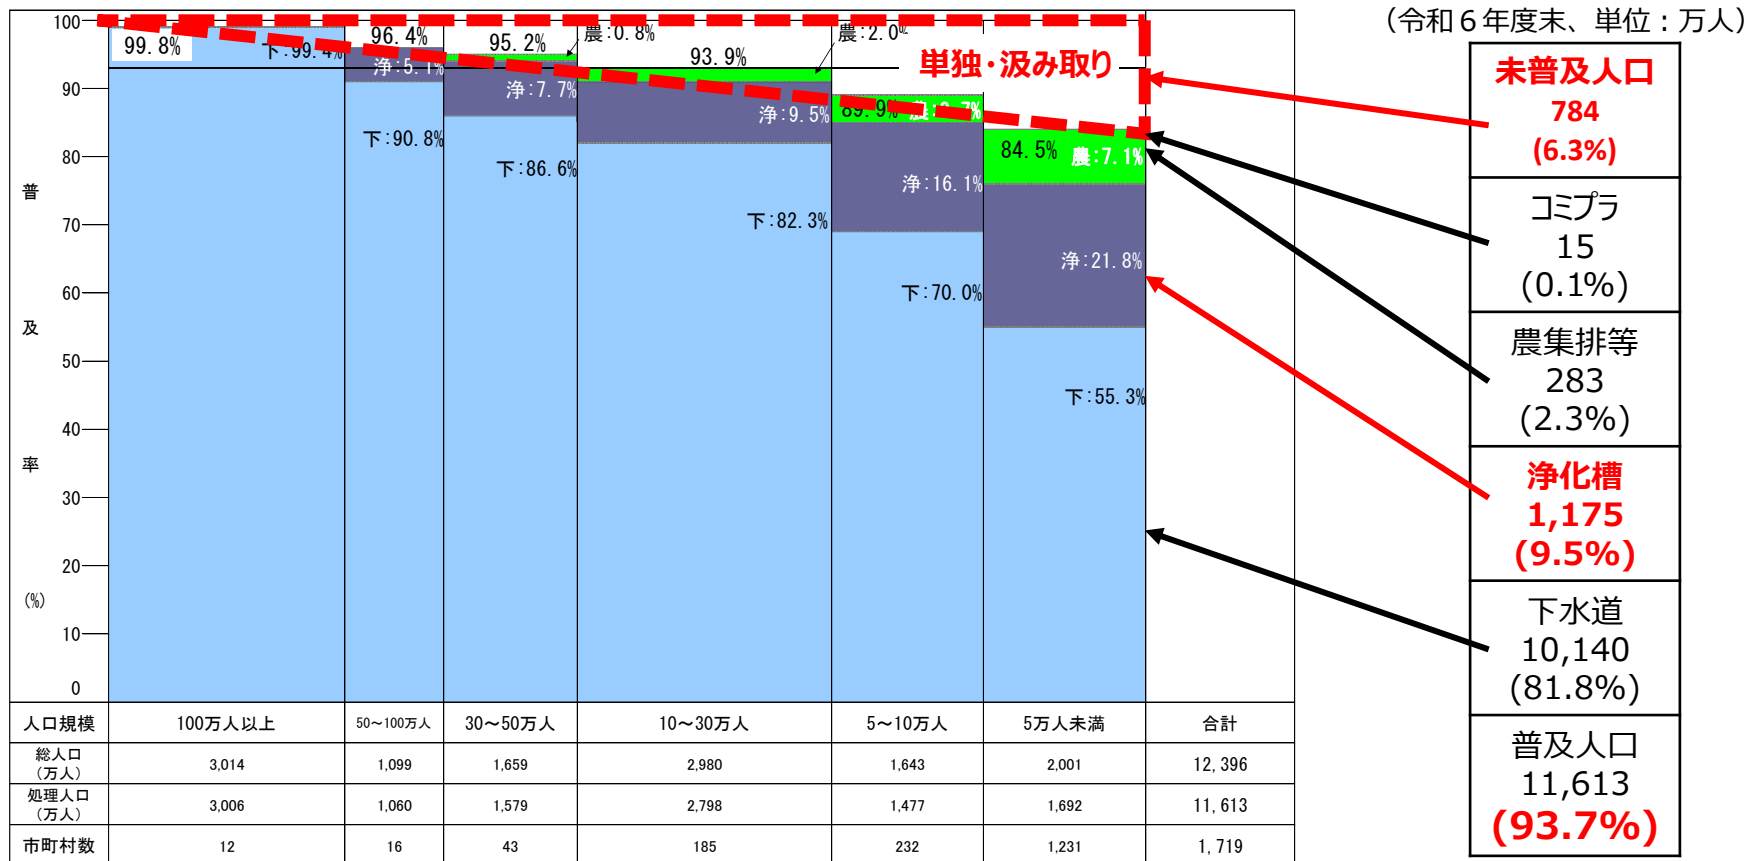 (令和６年度末、単位：万人)
100
90
80
70
60
50
40
30
20
10
0
普
及
率
(%)
99.8%
下:99.4%
96.4%
浄:5.1%
下:90.8%
95.2%
農:0.8%
浄:7.7%
下:86.6%
93.9%
農:2.0%
浄:9.5%
下:82.3%
単独・汲み取り
89.9%
浄:16.1%
下:70.0%
84.5%
農:7.1%
浄:21.8%
下:55.3%
人口規模 100万人以上 50～100万人 30～50万人 10～30万人 5～10万人 5万人未満 合計
総人口
(万人)
3,014 1,099 1,659 2,980 1,643 2,001 12,396
処理人口
(万人)
3,006 1,060 1,579 2,798 1,477 1,692 11,613
市町村数 12 16 43 185 232 1,231 1,719
未普及人口
784
(6.3%)
コミプラ
15
(0.1%)
農集排等
283
(2.3%)
浄化槽
1,175
(9.5%)
下水道
10,140
(81.8%)
普及人口
11,613
(93.7%)